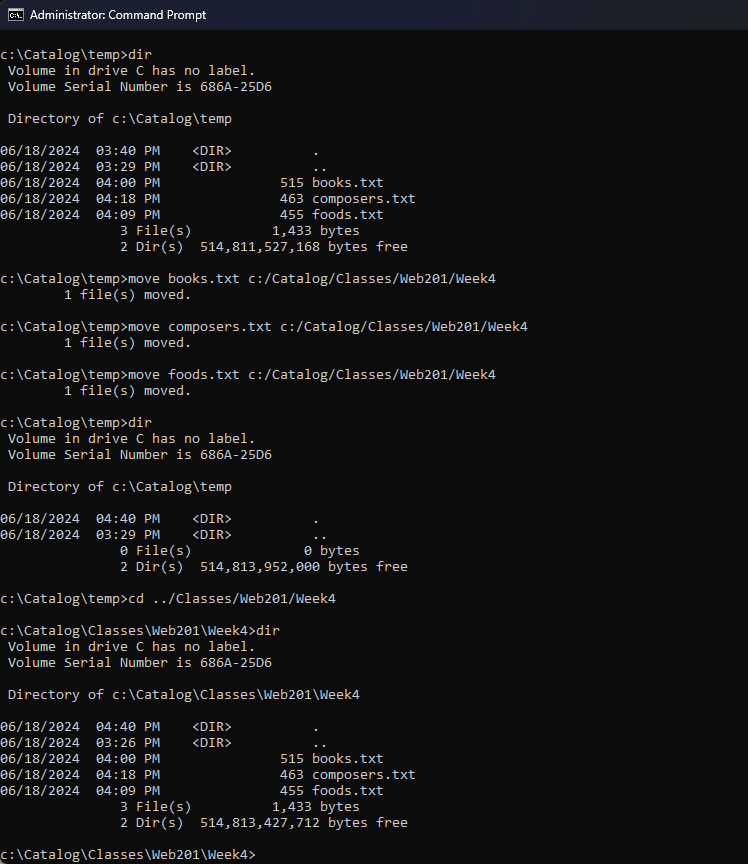 Administrator: Command Prompt
c:\Catalog\temp>dir
 Volume in drive C has no label.
 Volume Serial Number is 686A-25D6

 Directory of c:\Catalog\temp

06/18/2024  03:40 PM    <DIR>          .
06/18/2024  03:29 PM    <DIR>          ..
06/18/2024  04:00 PM               515 books.txt
06/18/2024  04:18 PM               463 composers.txt
06/18/2024  04:09 PM               455 foods.txt
               3 File(s)          1,433 bytes
               2 Dir(s)  514,811,527,168 bytes free

c:\Catalog\temp>move books.txt c:/Catalog/Classes/Web201/Week4
        1 file(s) moved.

c:\Catalog\temp>move composers.txt c:/Catalog/Classes/Web201/Week4
        1 file(s) moved.

c:\Catalog\temp>move foods.txt c:/Catalog/Classes/Web201/Week4
        1 file(s) moved.

c:\Catalog\temp>dir
 Volume in drive C has no label.
 Volume Serial Number is 686A-25D6

 Directory of c:\Catalog\temp

06/18/2024  04:40 PM    <DIR>          .
06/18/2024  03:29 PM    <DIR>          ..
               0 File(s)              0 bytes
               2 Dir(s)  514,813,952,000 bytes free

c:\Catalog\temp>cd ../Classes/Web201/Week4

c:\Catalog\Classes\Web201\Week4>dir
 Volume in drive C has no label.
 Volume Serial Number is 686A-25D6

 Directory of c:\Catalog\Classes\Web201\Week4

06/18/2024  04:40 PM    <DIR>          .
06/18/2024  03:26 PM    <DIR>          ..
06/18/2024  04:00 PM               515 books.txt
06/18/2024  04:18 PM               463 composers.txt
06/18/2024  04:09 PM               455 foods.txt
               3 File(s)          1,433 bytes
               2 Dir(s)  514,813,427,712 bytes free

c:\Catalog\Classes\Web201\Week4>